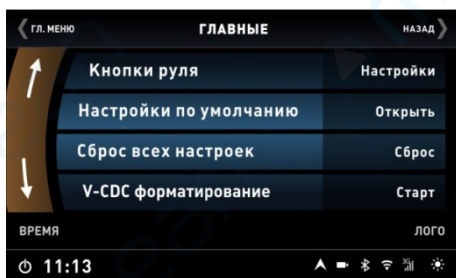 ГЛ. МЕНЮ ГЛАВНЫЕ НАЗАД
Кнопки руля Настройки
Настройки по умолчанию Открыть
Сброс всех настроек Сброс
V-CDC форматирование Старт
ВРЕМЯ ЛОГО
11:13 3G